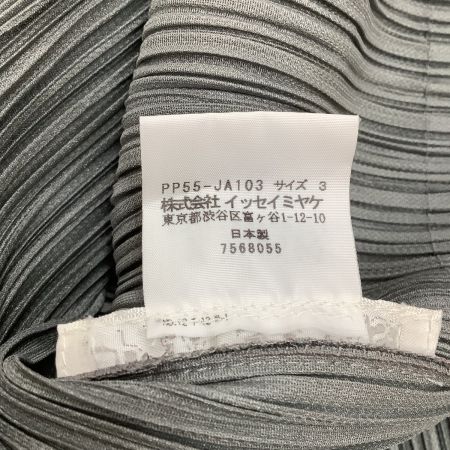 PP55-JA103 サイズ 3
株式会社 イッセイミヤケ
東京都渋谷区富ヶ谷1-12-10
日本製
7568055